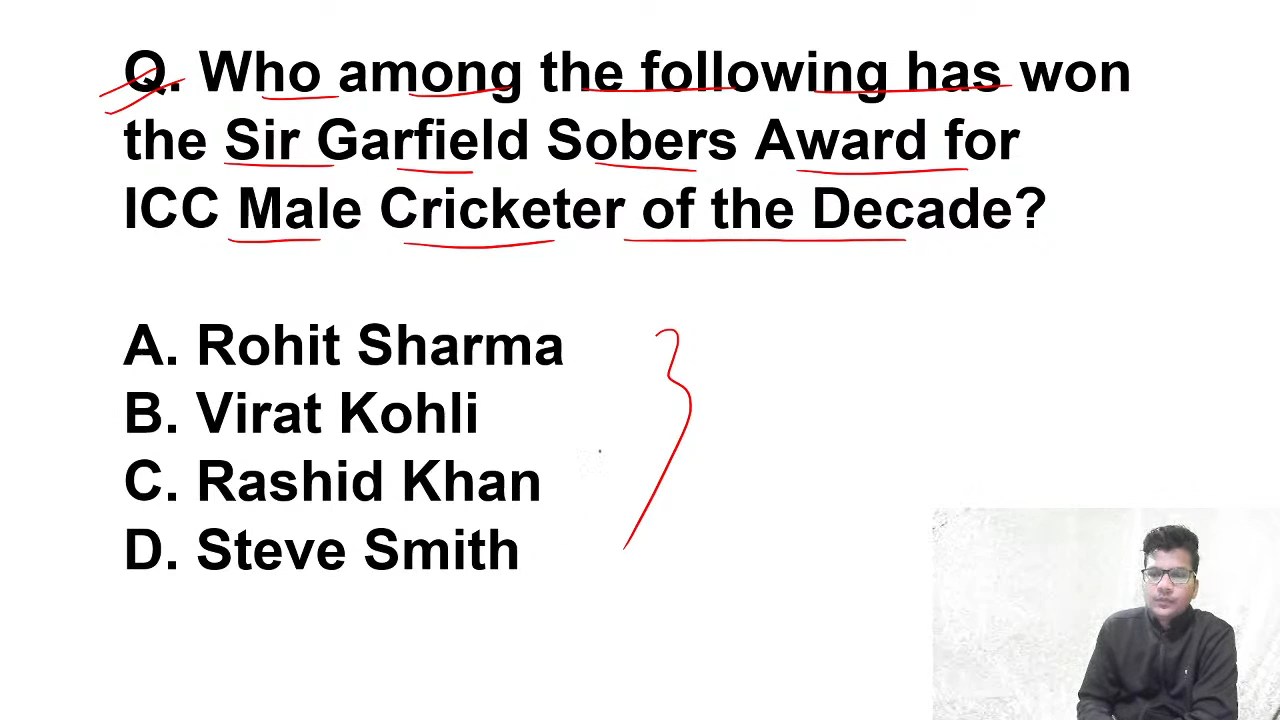 Q. Who among the following has won
the Sir Garfield Sobers Award for
ICC Male Cricketer of the Decade?
A. Rohit Sharma
B. Virat Kohli
C. Rashid Khan
D. Steve Smith